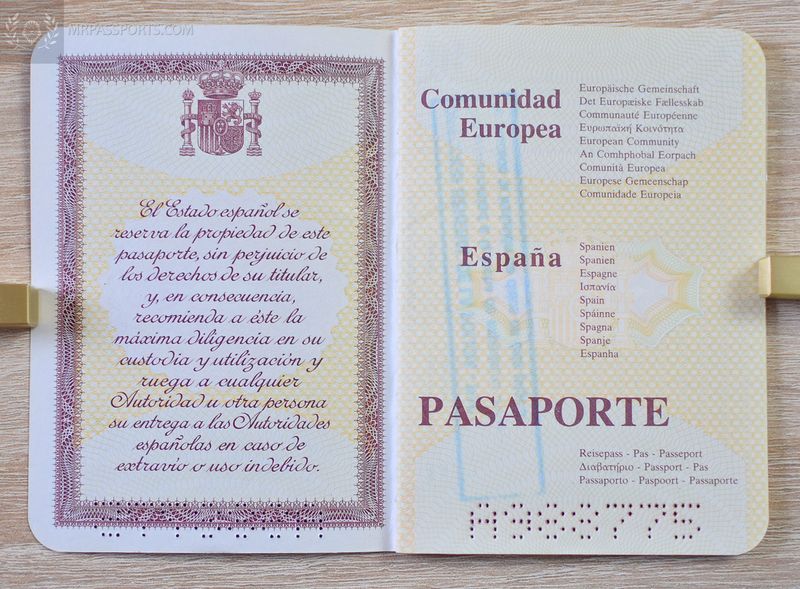 MRPASSPORTS.COM
El Estado español se
reserva la propiedad de este
pasaporte, sin perjuicio de
los derechos de su titular,
y, en consecuencia,
recomienda a éste la
máxima diligencia en su
custodia y utilización y
ruega a cualquier
Autoridad u otra persona
su entrega a las Autoridades
españolas en caso de
extravío o uso indebido.
Comunidad
Europea
Europäische Gemeinschaft
Det Europæiske Fællesskab
Communauté Européenne
Ευρωπαϊκή Κοινότητα
European Community
An Comhphobal Eorpach
Comunità Europea
Europese Gemeenschap
Comunidade Europeia
España
Spanien
Spanien
Espagne
Ισπανία
Spain
Spáinne
Spagna
Spanje
Espanha
PASAPORTE
Reisepass - Pas - Passeport
Διαβατήριο - Passport - Pas
Passaporto - Paspoort - Passaporte
A986775